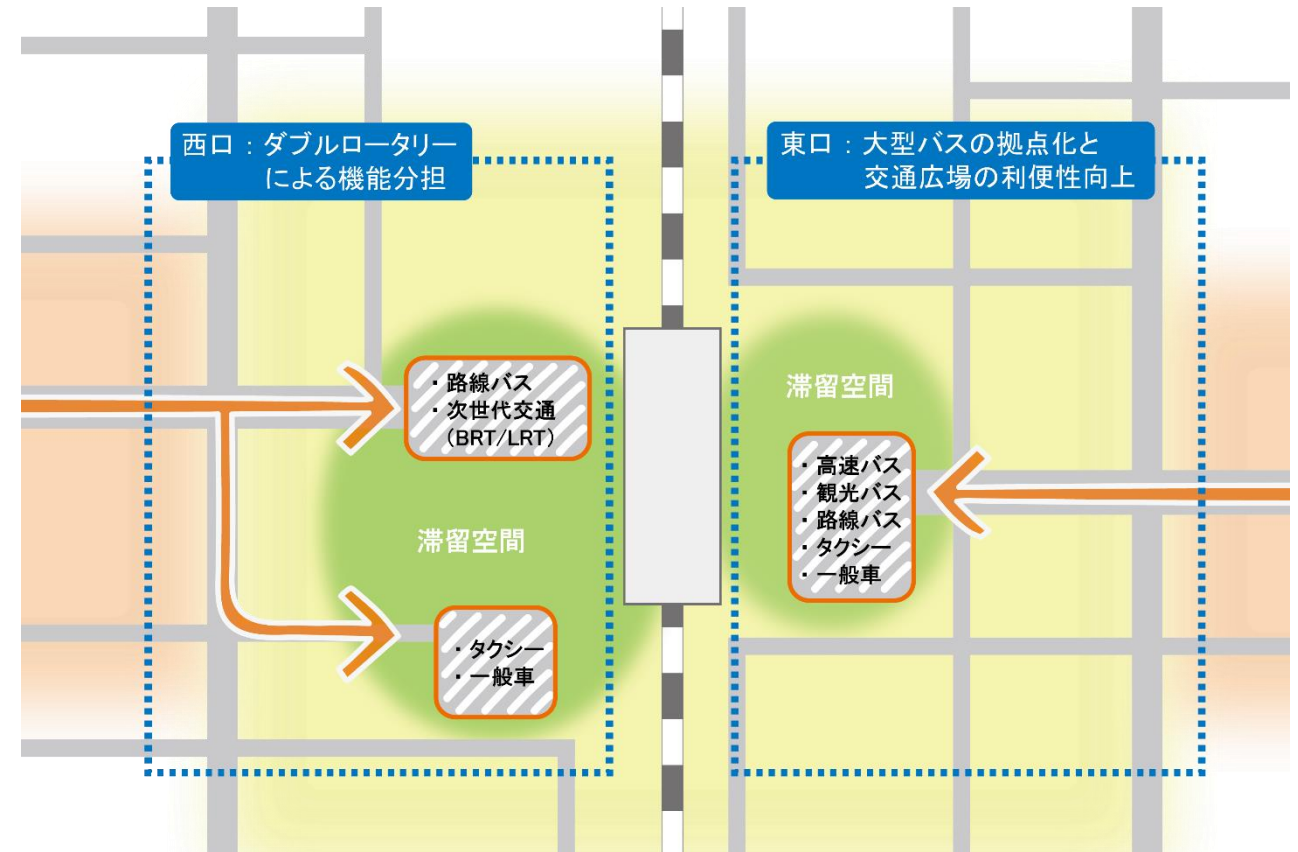 西口：ダブルロータリー
による機能分担
東口：大型バスの拠点化と
交通広場の利便性向上
・路線バス
・次世代交通
(BRT/LRT)
滞留空間
・タクシー
・一般車
滞留空間
・高速バス
・観光バス
・路線バス
・タクシー
・一般車